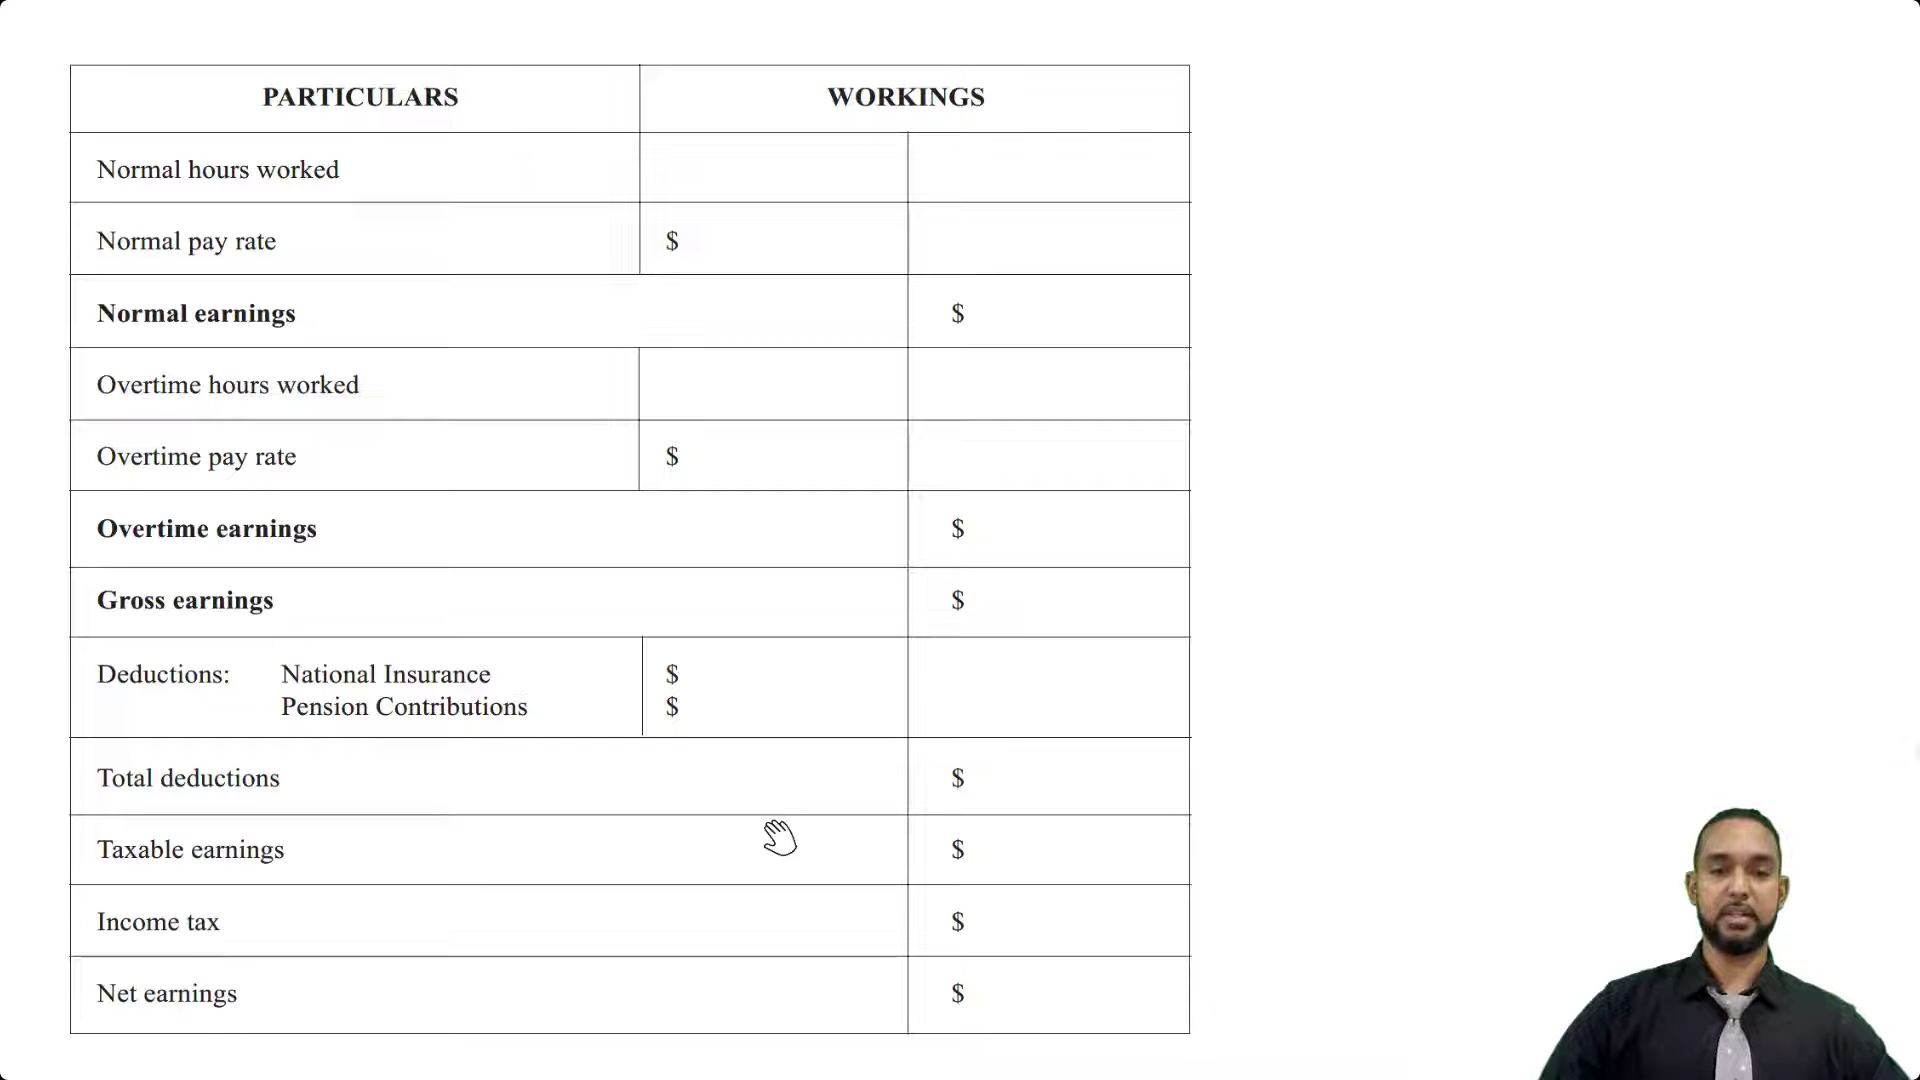 PARTICULARS WORKINGS
Normal hours worked
Normal pay rate $
Normal earnings $
Overtime hours worked
Overtime pay rate $
Overtime earnings $
Gross earnings $
Deductions: National Insurance $
Pension Contributions $
Total deductions $
Taxable earnings $
Income tax $
Net earnings $